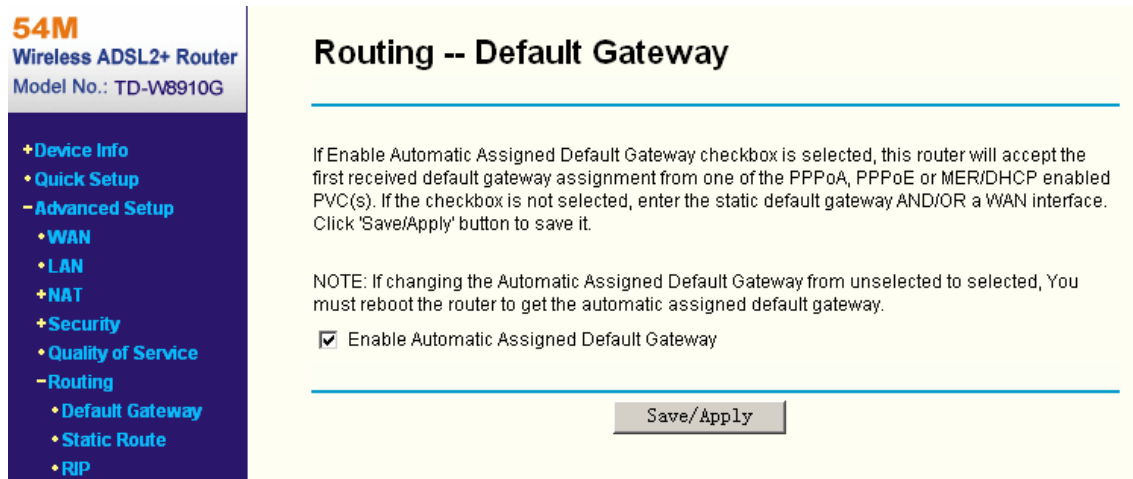 54M
Wireless ADSL2+ Router
Model No.: TD-W8910G
+Device Info
•Quick Setup
-Advanced Setup
•WAN
•LAN
+NAT
+Security
•Quality of Service
-Routing
•Default Gateway
•Static Route
•RIP
Routing -- Default Gateway
If Enable Automatic Assigned Default Gateway checkbox is selected, this router will accept the
first received default gateway assignment from one of the PPPoA, PPPoE or MER/DHCP enabled
PVC(s). If the checkbox is not selected, enter the static default gateway AND/OR a WAN interface.
Click 'Save/Apply' button to save it.
NOTE: If changing the Automatic Assigned Default Gateway from unselected to selected, You
must reboot the router to get the automatic assigned default gateway.
Enable Automatic Assigned Default Gateway
Save/Apply